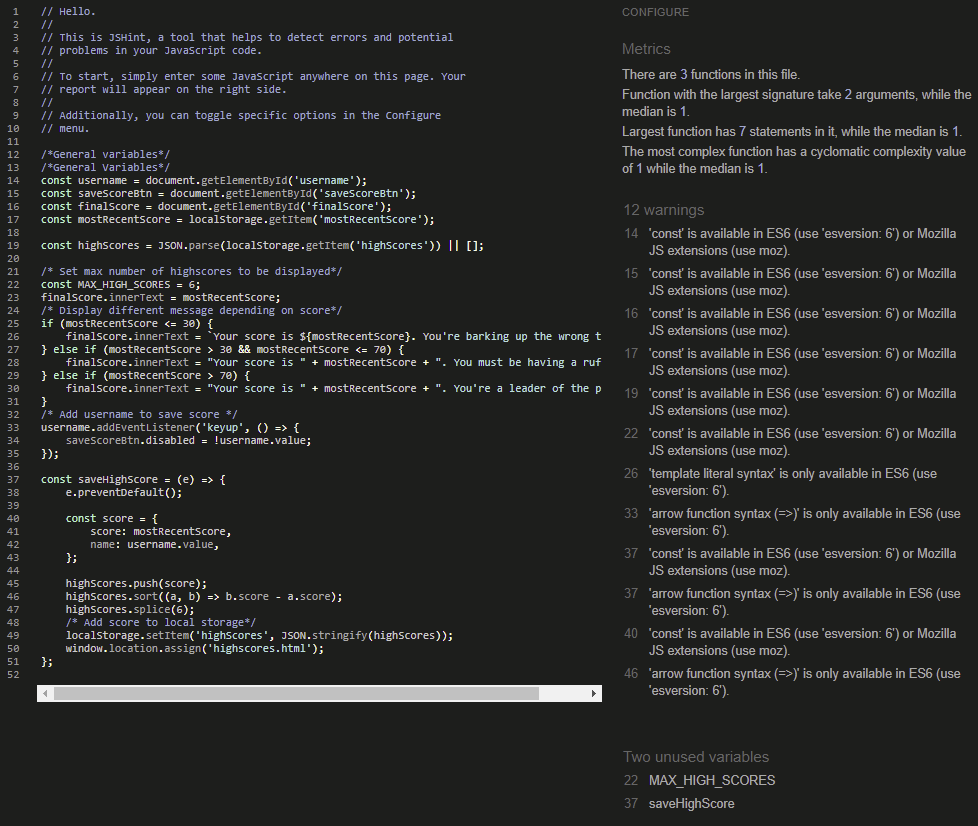 1 // Hello.
2 //
3 // This is JSHint, a tool that helps to detect errors and potential
4 // problems in your JavaScript code.
5 //
6 // To start, simply enter some JavaScript anywhere on this page. Your
7 // report will appear on the right side.
8 //
9 // Additionally, you can toggle specific options in the Configure
10 // menu.
11
12 /*General variables*/
13 /*General Variables*/
14 const username = document.getElementById('username');
15 const saveScoreBtn = document.getElementById('saveScoreBtn');
16 const finalScore = document.getElementById('finalScore');
17 const mostRecentScore = localStorage.getItem('mostRecentScore');
18
19 const highScores = JSON.parse(localStorage.getItem('highScores')) || [];
20
21 /* Set max number of highscores to be displayed*/
22 const MAX_HIGH_SCORES = 6;
23 finalScore.innerText = mostRecentScore;
24 /* Display different message depending on score*/
25 if (mostRecentScore <= 30) {
26     finalScore.innerText = `Your score is ${mostRecentScore}. You're barking up the wrong t
27 } else if (mostRecentScore > 30 && mostRecentScore <= 70) {
28     finalScore.innerText = "Your score is " + mostRecentScore + ". You must be having a ruf
29 } else if (mostRecentScore > 70) {
30     finalScore.innerText = "Your score is " + mostRecentScore + ". You're a leader of the p
31 }
32 /* Add username to save score */
33 username.addEventListener('keyup', () => {
34     saveScoreBtn.disabled = !username.value;
35 });
36
37 const saveHighScore = (e) => {
38     e.preventDefault();
39
40     const score = {
41         score: mostRecentScore,
42         name: username.value,
43     };
44
45     highScores.push(score);
46     highScores.sort((a, b) => b.score - a.score);
47     highScores.splice(6);
48     /* Add score to local storage*/
49     localStorage.setItem('highScores', JSON.stringify(highScores));
50     window.location.assign('highscores.html');
51 };
52
CONFIGURE
Metrics
There are 3 functions in this file.
Function with the largest signature take 2 arguments, while the
median is 1.
Largest function has 7 statements in it, while the median is 1.
The most complex function has a cyclomatic complexity value
of 1 while the median is 1.
12 warnings
14 'const' is available in ES6 (use 'esversion: 6') or Mozilla
JS extensions (use moz).
15 'const' is available in ES6 (use 'esversion: 6') or Mozilla
JS extensions (use moz).
16 'const' is available in ES6 (use 'esversion: 6') or Mozilla
JS extensions (use moz).
17 'const' is available in ES6 (use 'esversion: 6') or Mozilla
JS extensions (use moz).
19 'const' is available in ES6 (use 'esversion: 6') or Mozilla
JS extensions (use moz).
22 'const' is available in ES6 (use 'esversion: 6') or Mozilla
JS extensions (use moz).
26 'template literal syntax' is only available in ES6 (use
'esversion: 6').
33 'arrow function syntax (=>)' is only available in ES6 (use
'esversion: 6').
37 'const' is available in ES6 (use 'esversion: 6') or Mozilla
JS extensions (use moz).
37 'arrow function syntax (=>)' is only available in ES6 (use
'esversion: 6').
40 'const' is available in ES6 (use 'esversion: 6') or Mozilla
JS extensions (use moz).
46 'arrow function syntax (=>)' is only available in ES6 (use
'esversion: 6').
Two unused variables
22 MAX_HIGH_SCORES
37 saveHighScore